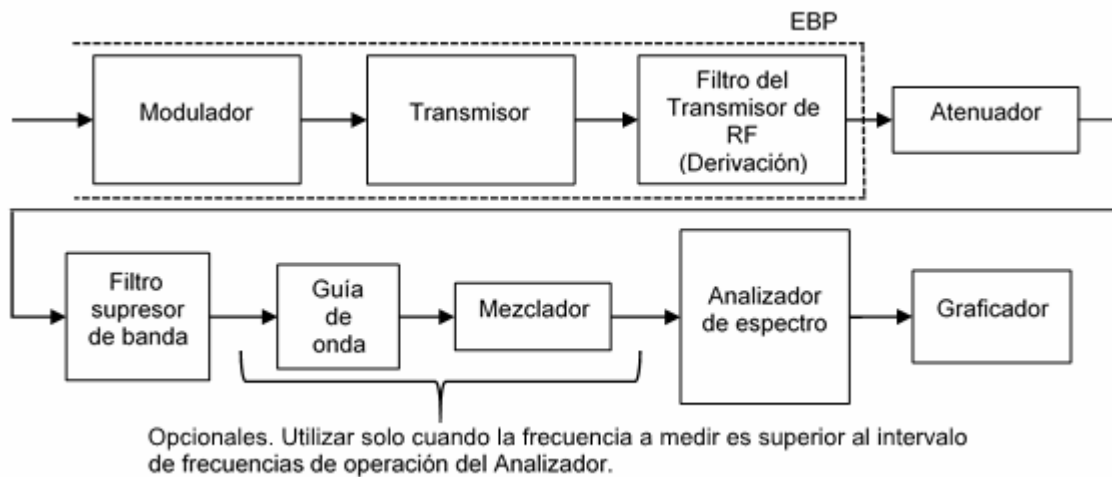 EBP
Modulador
Transmisor
Filtro del
Transmisor de
RF
(Derivación)
Atenuador
Filtro
supresor
de banda
Guía
de
onda
Mezclador
Analizador
de espectro
Graficador
Opcionales. Utilizar solo cuando la frecuencia a medir es superior al intervalo
de frecuencias de operación del Analizador.